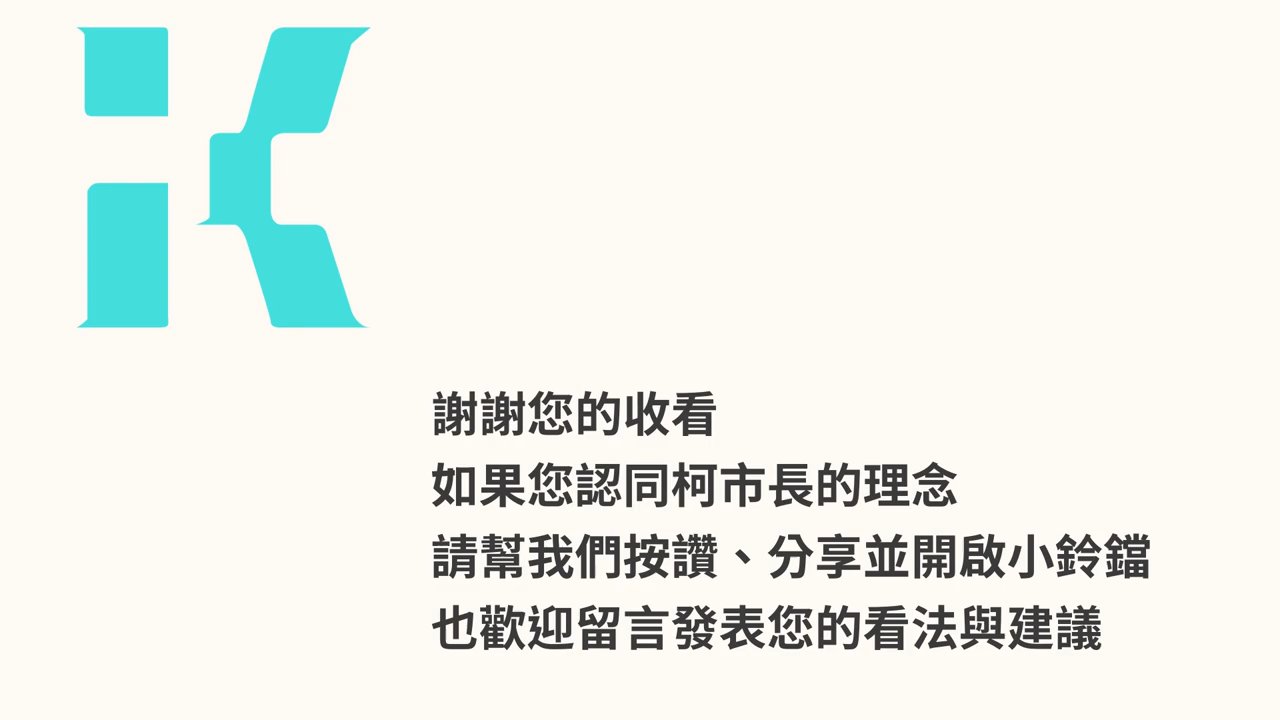 K
謝謝您的收看
如果您認同柯市長的理念
請幫我們按讚、分享並開啟小鈴鐺
也歡迎留言發表您的看法與建議